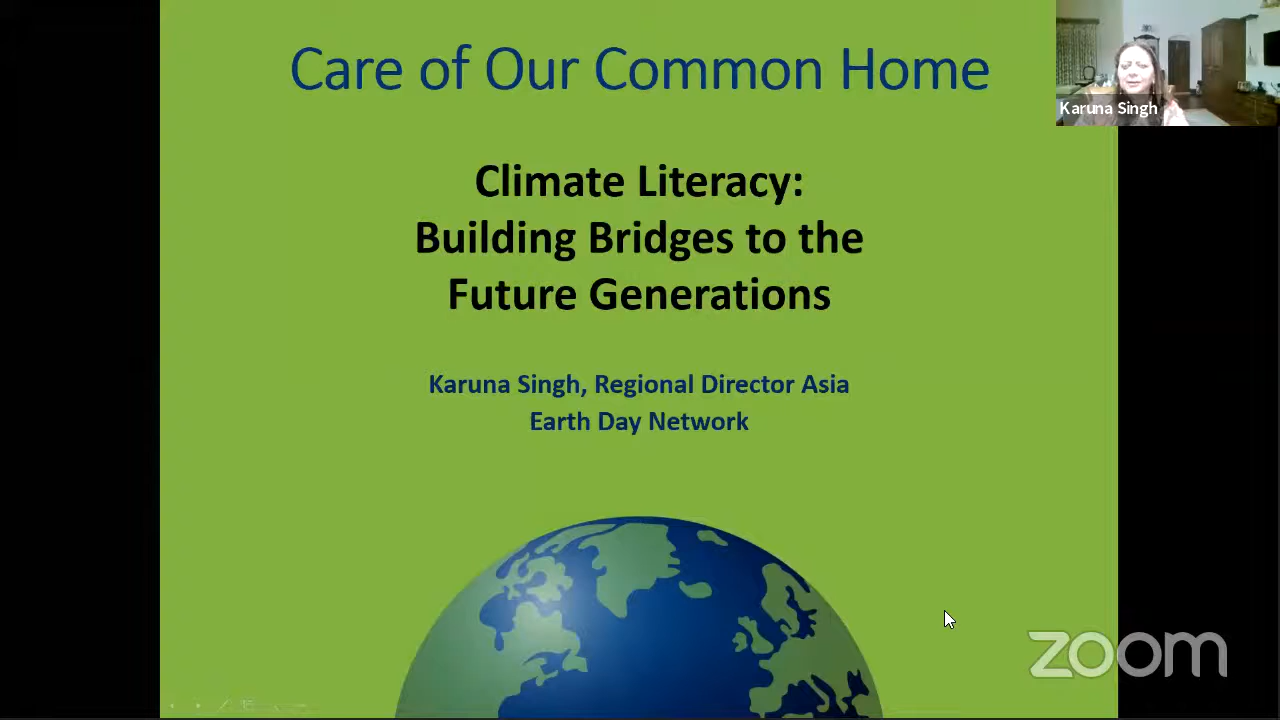 Care of Our Common Home
Karuna Singh
Climate Literacy:
Building Bridges to the
Future Generations
Karuna Singh, Regional Director Asia
Earth Day Network
zoom